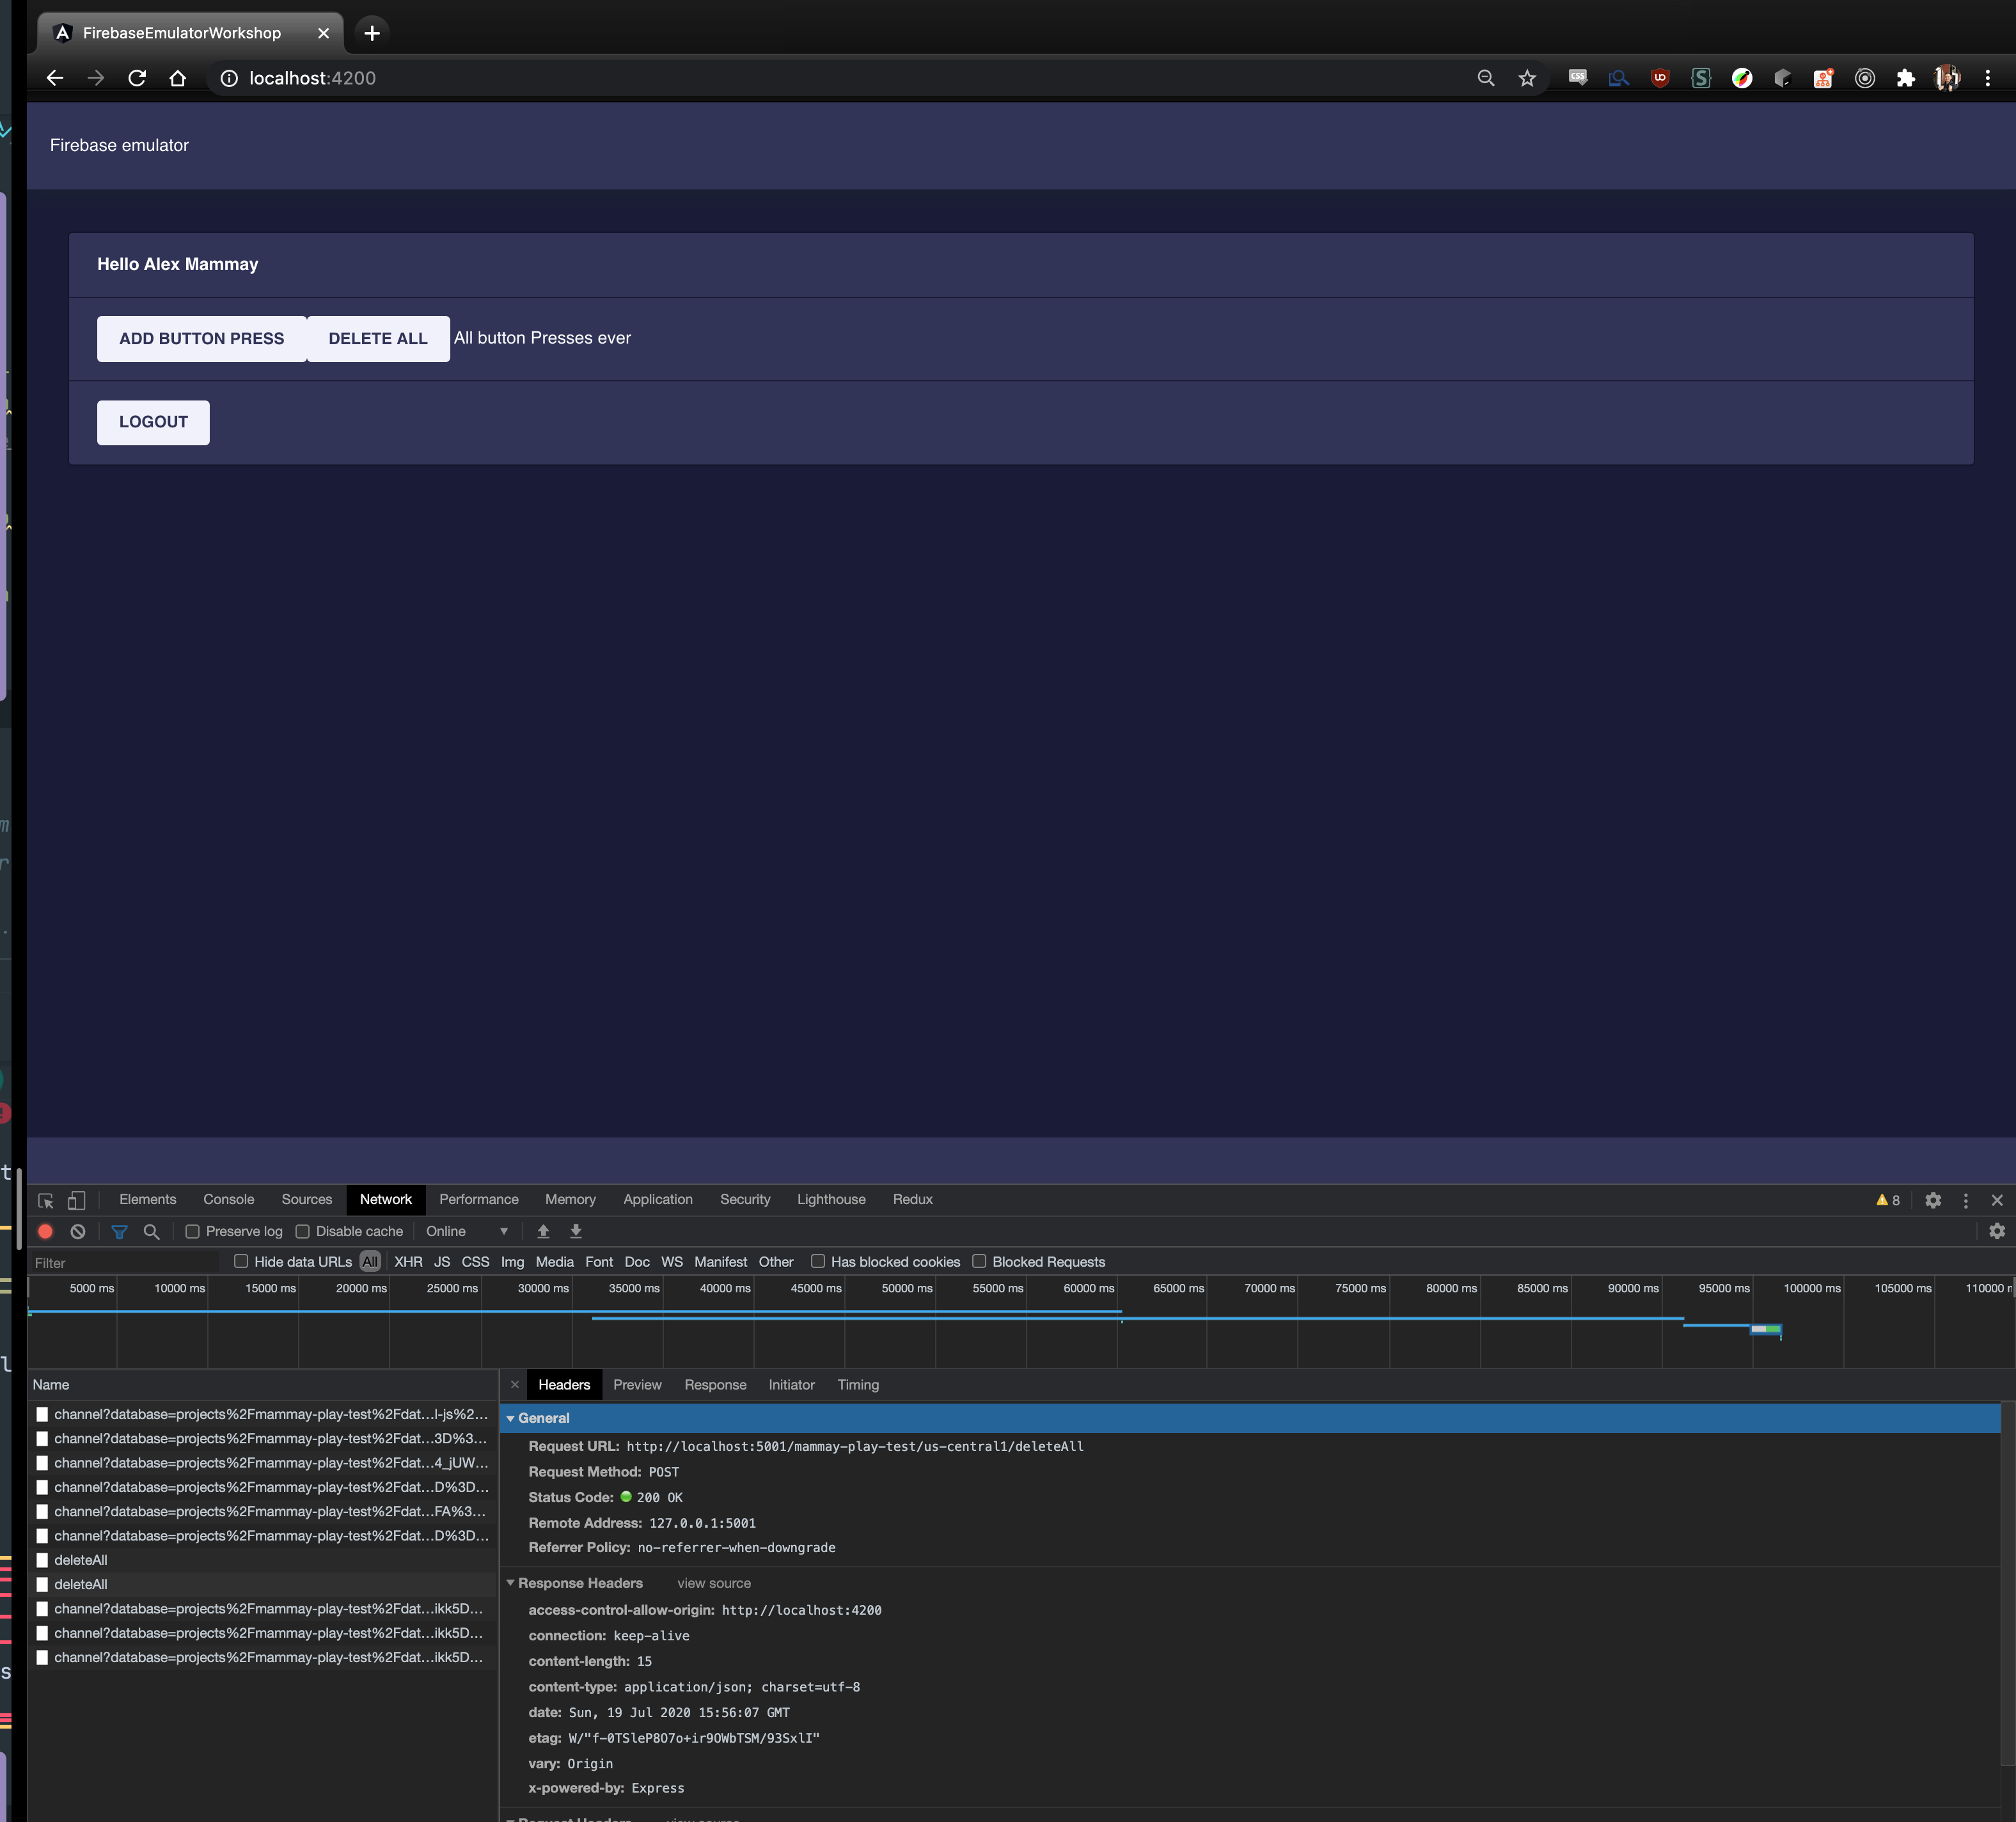 FirebaseEmulatorWorkshop
localhost:4200
Firebase emulator
Hello Alex Mammay
ADD BUTTON PRESS DELETE ALL All button Presses ever
LOGOUT
Elements Console Sources Network Performance Memory Application Security Lighthouse Redux 8
Preserve log Disable cache Online
Filter Hide data URLs All XHR JS CSS Img Media Font Doc WS Manifest Other Has blocked cookies Blocked Requests
5000 ms 10000 ms 15000 ms 20000 ms 25000 ms 30000 ms 35000 ms 40000 ms 45000 ms 50000 ms 55000 ms 60000 ms 65000 ms 70000 ms 75000 ms 80000 ms 85000 ms 90000 ms 95000 ms 100000 ms 105000 ms 110000
Name
channel?database=projects%2Fmammay-play-test%2Fdat...l-js%2...
channel?database=projects%2Fmammay-play-test%2Fdat...3D%3...
channel?database=projects%2Fmammay-play-test%2Fdat...4_jUW...
channel?database=projects%2Fmammay-play-test%2Fdat...D%3D...
channel?database=projects%2Fmammay-play-test%2Fdat...FA%3...
channel?database=projects%2Fmammay-play-test%2Fdat...D%3D...
deleteAll
deleteAll
channel?database=projects%2Fmammay-play-test%2Fdat...ikk5D...
channel?database=projects%2Fmammay-play-test%2Fdat...ikk5D...
channel?database=projects%2Fmammay-play-test%2Fdat...ikk5D...
Headers Preview Response Initiator Timing
General
Request URL: http://localhost:5001/mammay-play-test/us-central1/deleteAll
Request Method: POST
Status Code: 200 OK
Remote Address: 127.0.0.1:5001
Referrer Policy: no-referrer-when-downgrade
Response Headers view source
access-control-allow-origin: http://localhost:4200
connection: keep-alive
content-length: 15
content-type: application/json; charset=utf-8
date: Sun, 19 Jul 2020 15:56:07 GMT
etag: W/"f-0TSleP8O7o+ir9OWbTSM/93SxlI"
vary: Origin
x-powered-by: Express